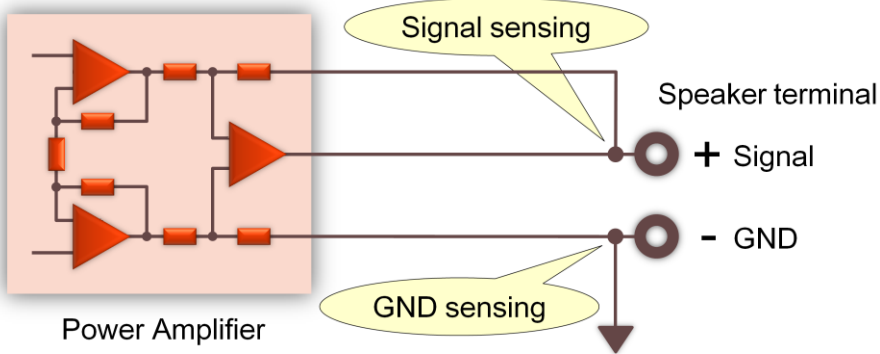 Signal sensing
Speaker terminal
+ Signal
- GND
GND sensing
Power Amplifier